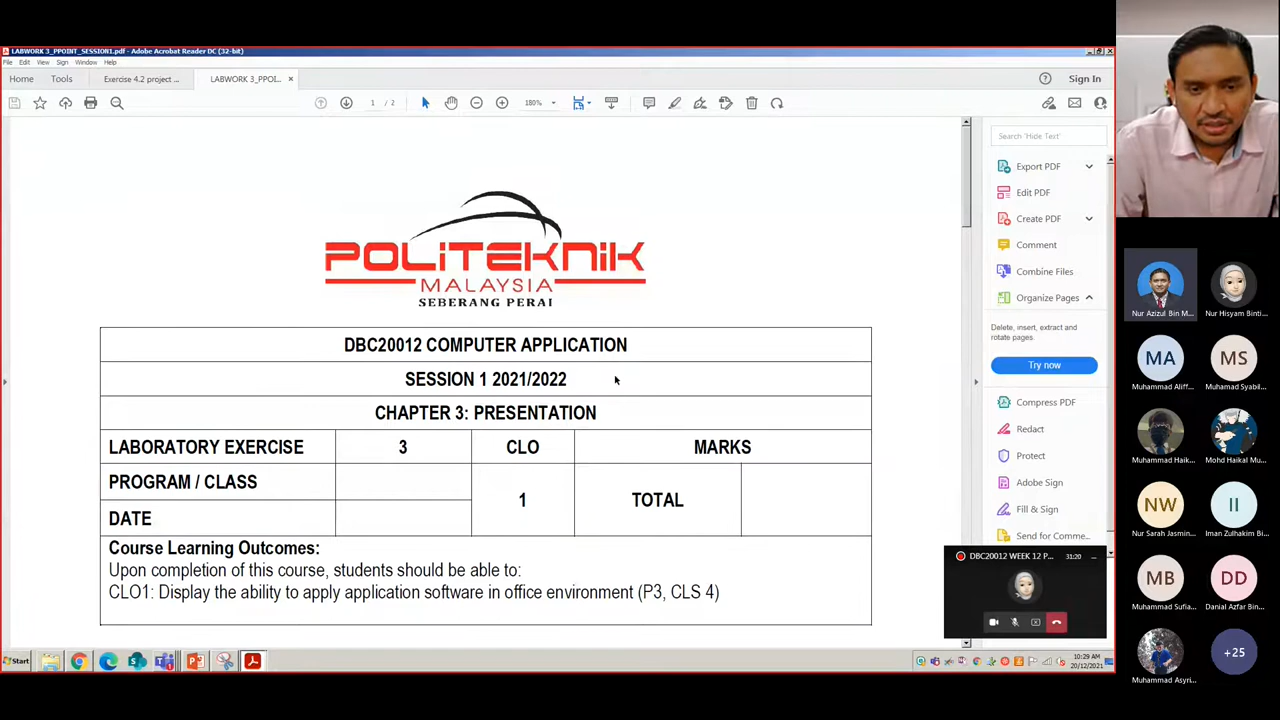 LABWORK 3_PPOINT_SESSION1.pdf - Adobe Acrobat Reader DC (32-bit)
File Edit View Sign Window Help
Home Tools Exercise 4.2 project ... LABWORK 3_PPOI... × Sign In
1 / 2 180%
Search 'Hide Text'
Export PDF
Edit PDF
Create PDF
Comment
Combine Files
Organize Pages
Delete, insert, extract and
rotate pages.
Try now
Compress PDF
Redact
Protect
Adobe Sign
Fill & Sign
Send for Comme...
POLITEKNIK
MALAYSIA
SEBERANG PERAI
DBC20012 COMPUTER APPLICATION
SESSION 1 2021/2022
CHAPTER 3: PRESENTATION
LABORATORY EXERCISE 3 CLO MARKS
PROGRAM / CLASS
1 TOTAL
DATE
Course Learning Outcomes:
Upon completion of this course, students should be able to:
CLO1: Display the ability to apply application software in office environment (P3, CLS 4)
DBC20012 WEEK 12 P... 31:20
Start
10:29 AM
20/12/2021
Nur Azizul Bin M... Nur Hisyam Binti...
MA MS
Muhammad Aliff... Muhamad Syabil...
Muhammad Haik... Mohd Haikal Mu...
NW II
Nur Sarah Jasmin... Iman Zulhakim Bi...
MB DD
Muhammad Sufia... Danial Azfar Bin...
+25
Muhammad Asyri...